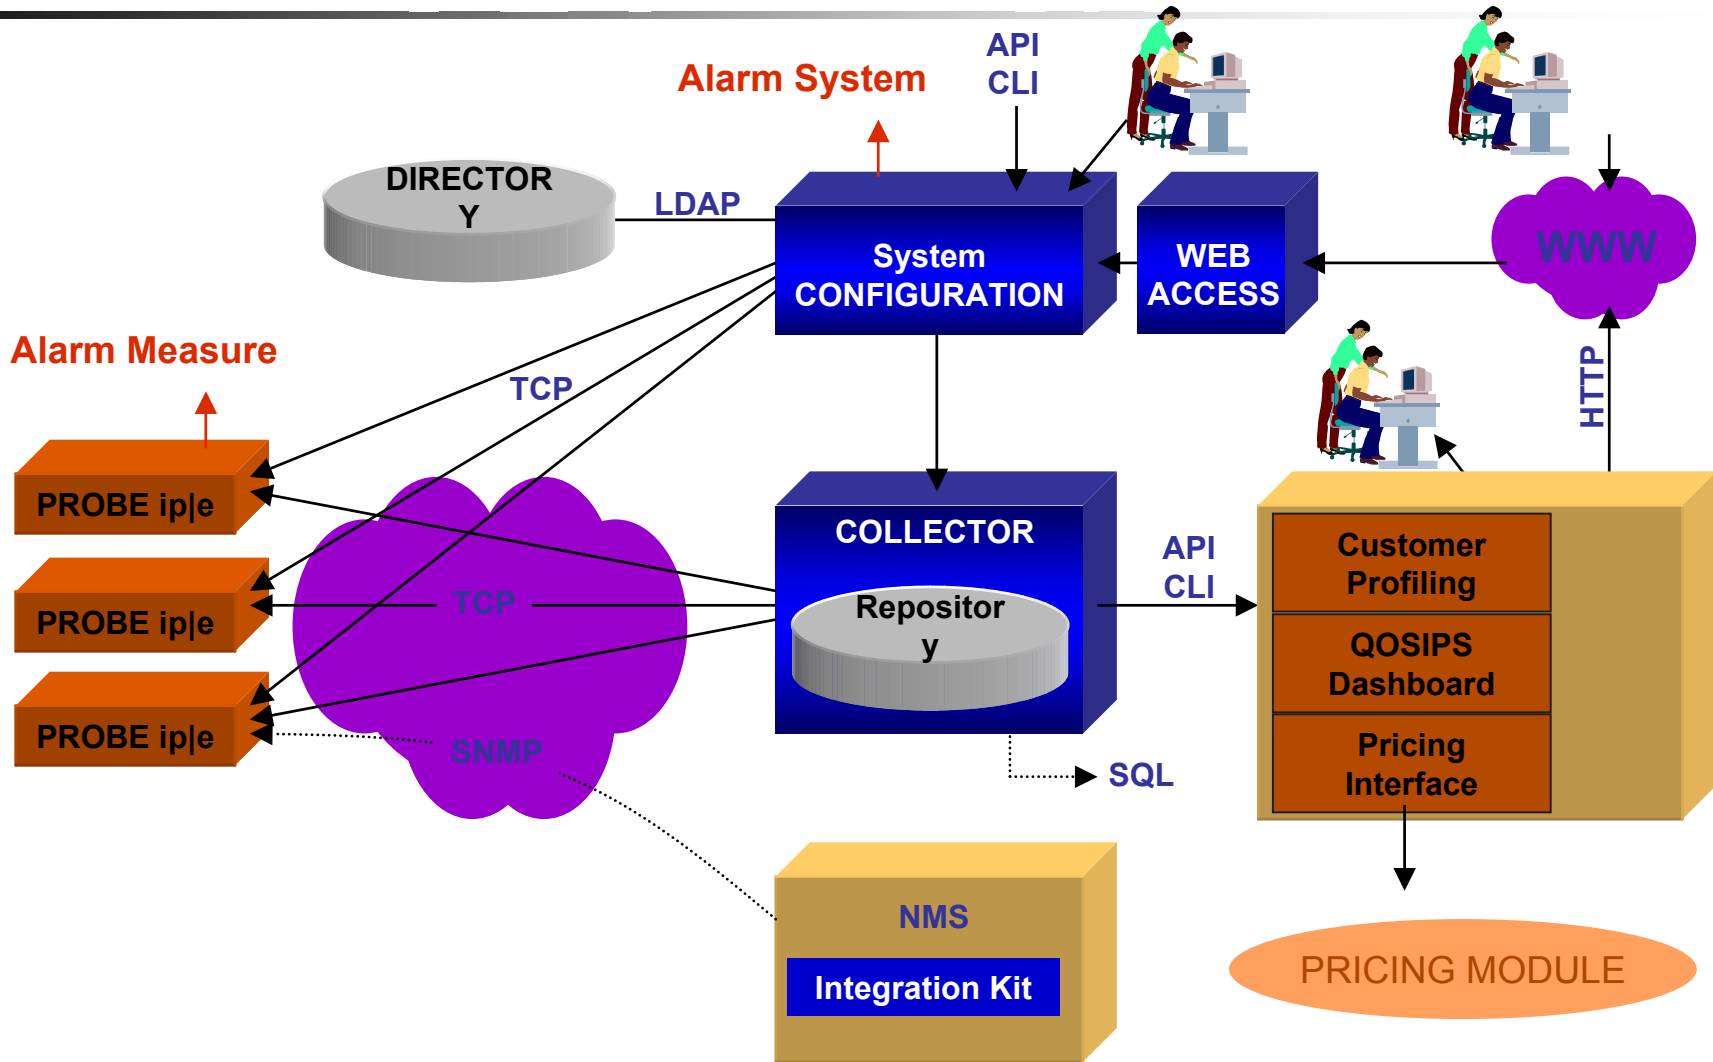 API
CLI
Alarm System
DIRECTOR
Y
LDAP
System
CONFIGURATION
WEB
ACCESS
WWW
Alarm Measure
TCP
HTTP
PROBE ip|e
PROBE ip|e
PROBE ip|e
TCP
SNMP
COLLECTOR
Repositor
y
API
CLI
SQL
Customer
Profiling
QOSIPS
Dashboard
Pricing
Interface
NMS
Integration Kit
PRICING MODULE